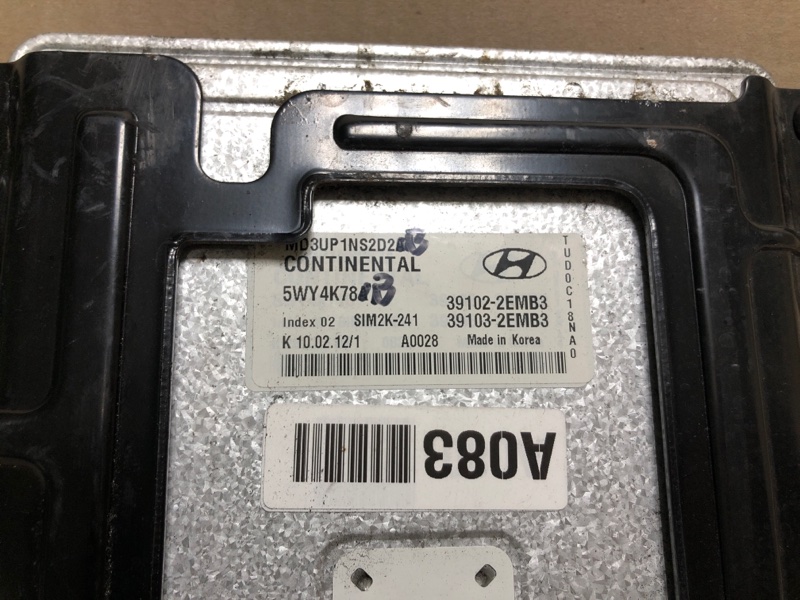 MD3UP1NS2D2
CONTINENTAL
5WY4K78
39102-2EMB3
Index 02 SIM2K-241 39103-2EMB3
K 10.02.12/1 A0028 Made in Korea
TUD0C18NA0
A083